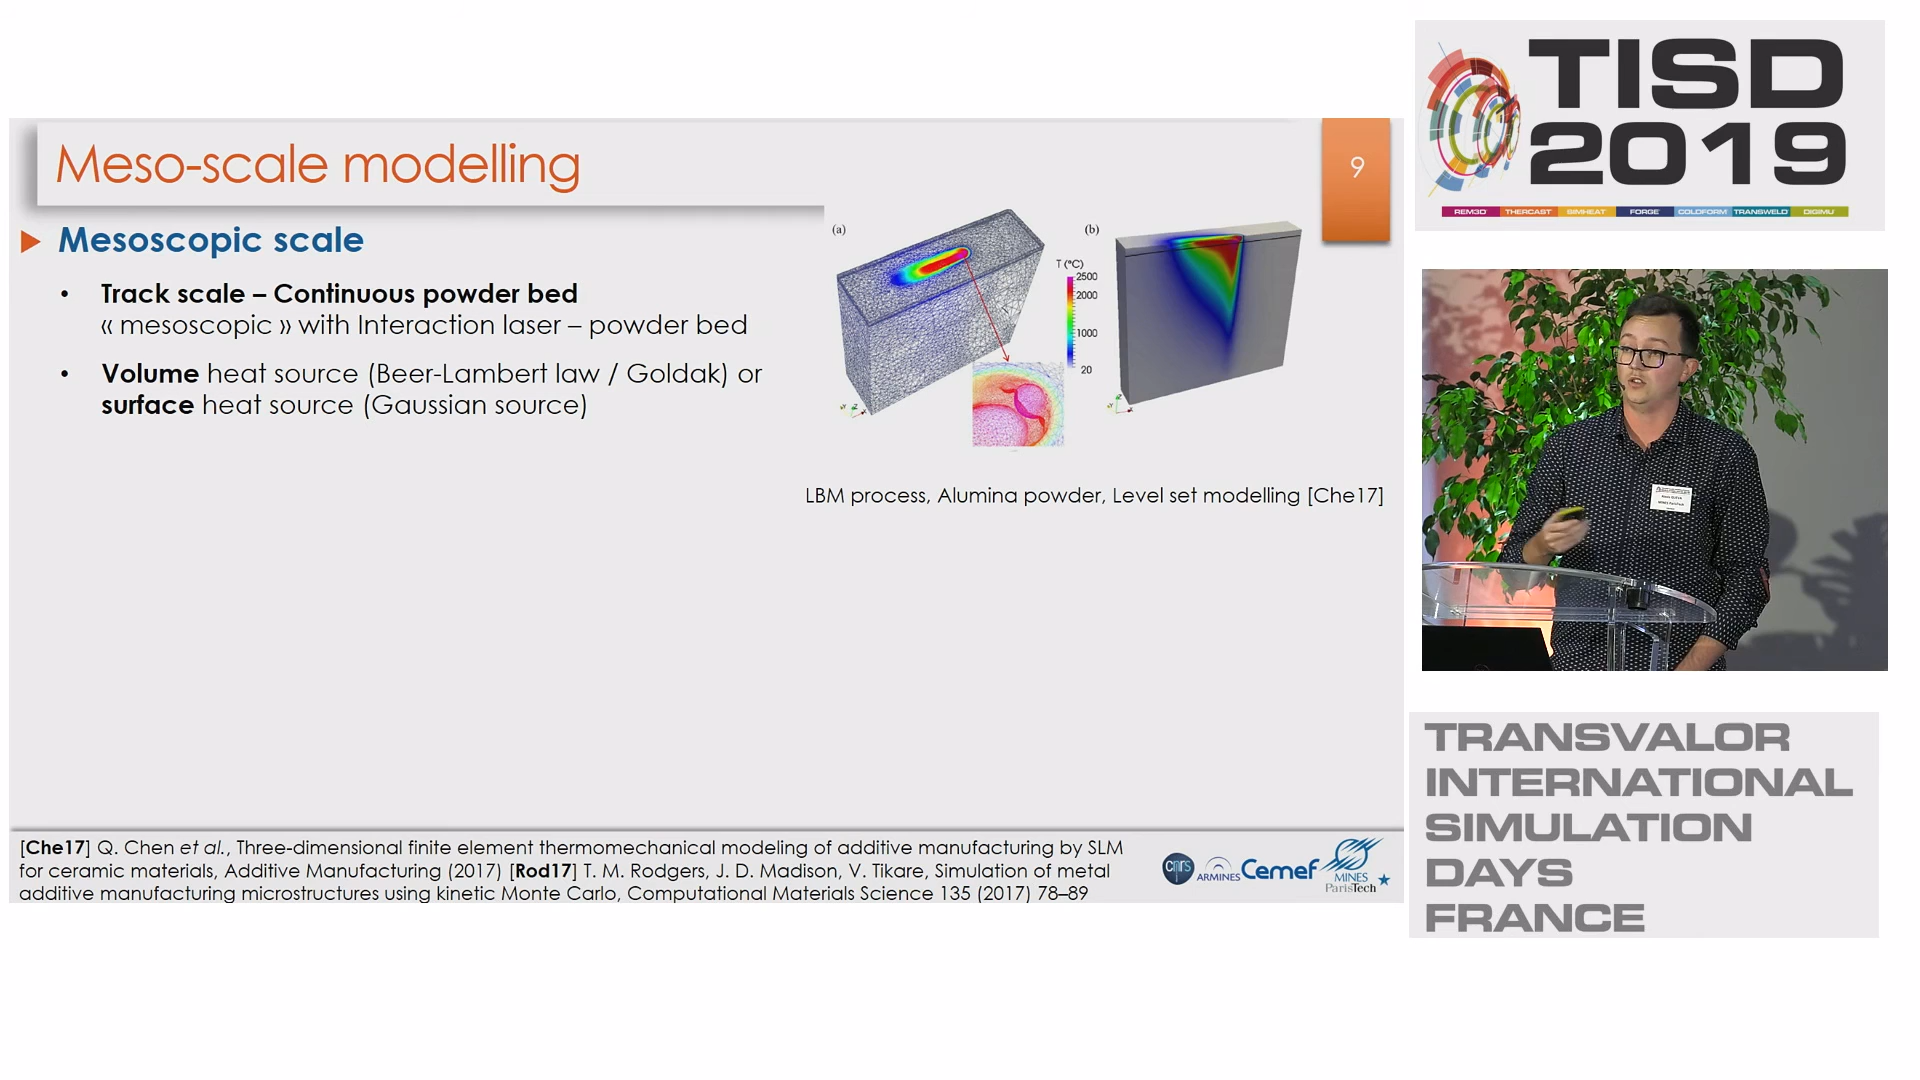 Meso-scale modelling
9
Mesoscopic scale
• Track scale – Continuous powder bed
« mesoscopic » with Interaction laser – powder bed
• Volume heat source (Beer-Lambert law / Goldak) or
surface heat source (Gaussian source)
(a)
(b)
T (°C)
2500
2000
1000
20
LBM process, Alumina powder, Level set modelling [Che17]
[Che17] Q. Chen et al., Three-dimensional finite element thermomechanical modeling of additive manufacturing by SLM
for ceramic materials, Additive Manufacturing (2017) [Rod17] T. M. Rodgers, J. D. Madison, V. Tikare, Simulation of metal
additive manufacturing microstructures using kinetic Monte Carlo, Computational Materials Science 135 (2017) 78–89
cnrs
ARMINES
Cemef
MINES
ParisTech
TISD
2019
REM3D THERCAST SIMHEAT FORGE COLDFORM TRANSWELD DIGIMU
TRANSVALOR
INTERNATIONAL
SIMULATION
DAYS
FRANCE